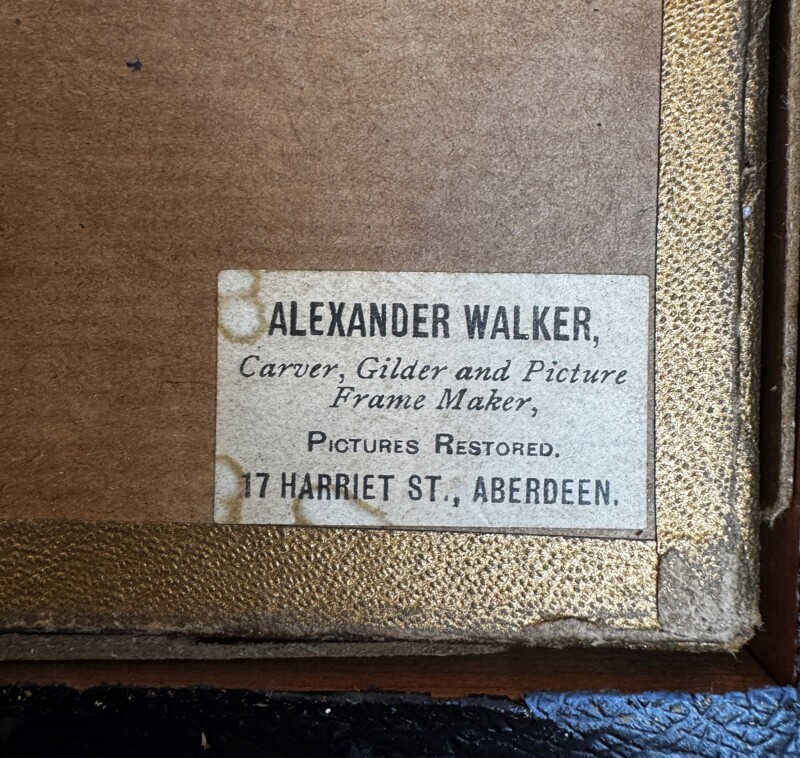 ALEXANDER WALKER,
Carver, Gilder and Picture
Frame Maker,
PICTURES RESTORED.
17 HARRIET ST., ABERDEEN.